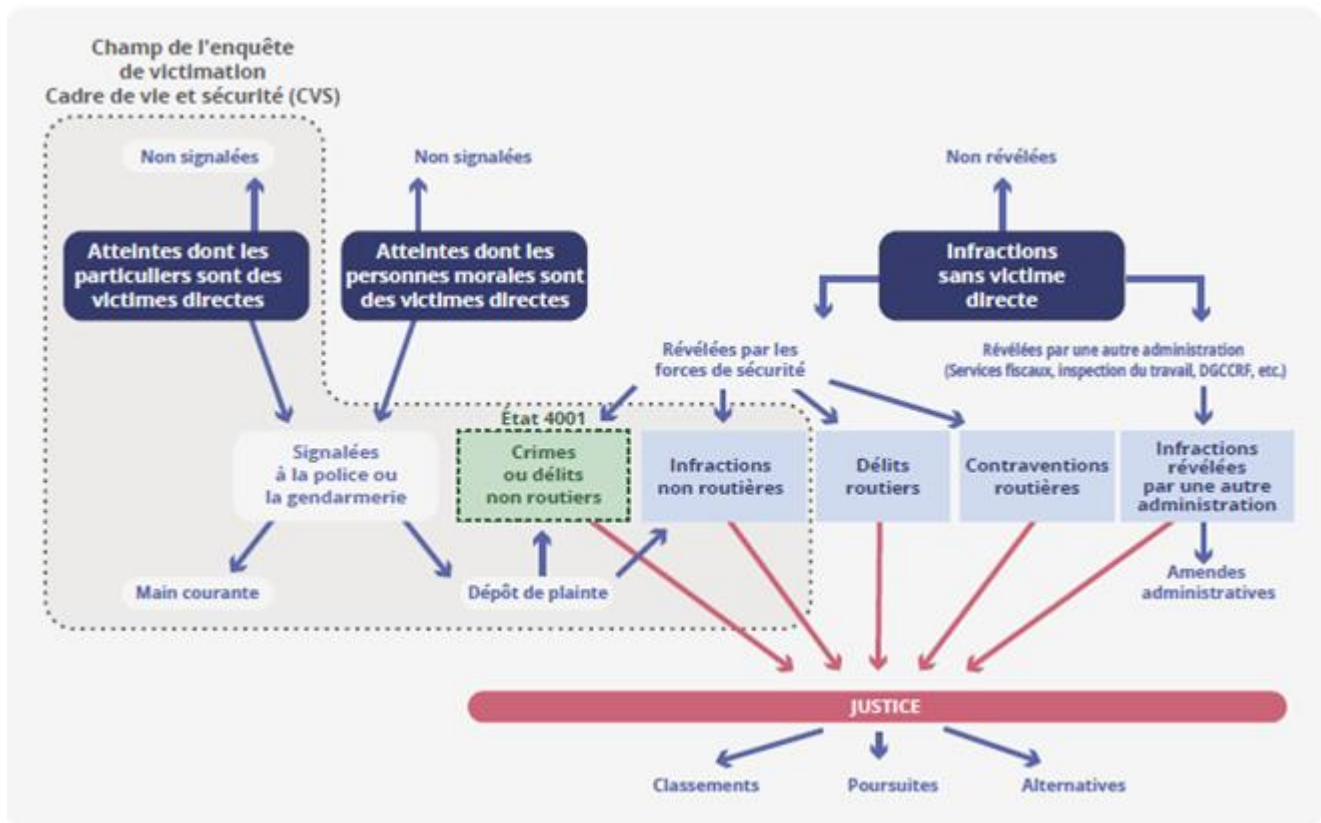 Champ de l'enquête
de victimation
Cadre de vie et sécurité (CVS)
Non signalées
Non signalées
Non révélées
Atteintes dont les
particuliers sont des
victimes directes
Atteintes dont les
personnes morales sont
des victimes directes
Infractions
sans victime
directe
Révélées par les
forces de sécurité
Révélées par une autre administration
(Services fiscaux, inspection du travail, DGCCRF, etc.)
État 4001
Signalées
à la police ou
la gendarmerie
Crimes
ou délits
non routiers
Infractions
non routières
Délits
routiers
Contraventions
routières
Infractions
révélées
par une autre
administration
Main courante
Dépôt de plainte
Amendes
administratives
JUSTICE
Classements
Poursuites
Alternatives